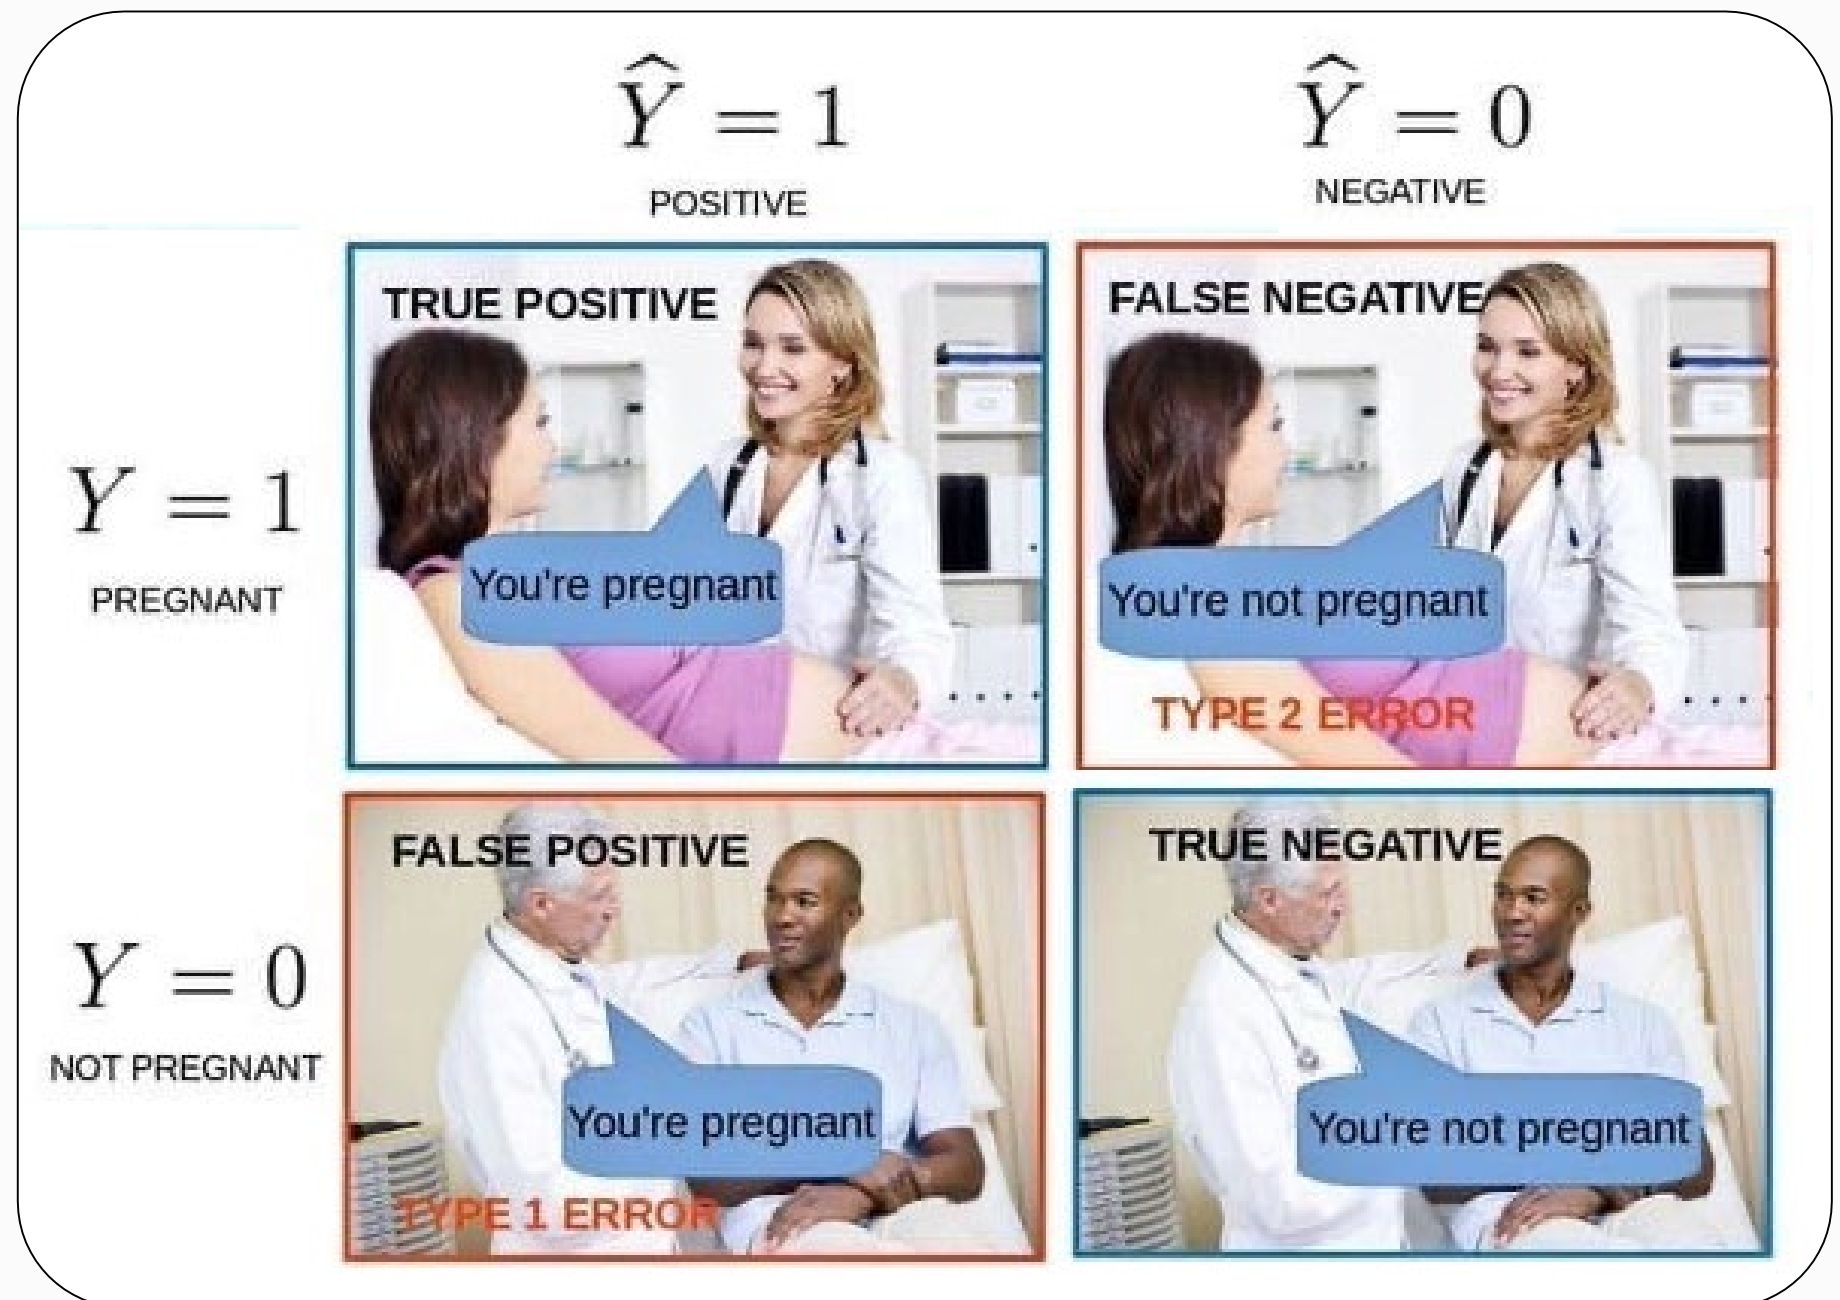 Ŷ = 1
POSITIVE
Ŷ = 0
NEGATIVE
Y = 1
PREGNANT
TRUE POSITIVE
You're pregnant
FALSE NEGATIVE
You're not pregnant
TYPE 2 ERROR
Y = 0
NOT PREGNANT
FALSE POSITIVE
You're pregnant
TYPE 1 ERROR
TRUE NEGATIVE
You're not pregnant